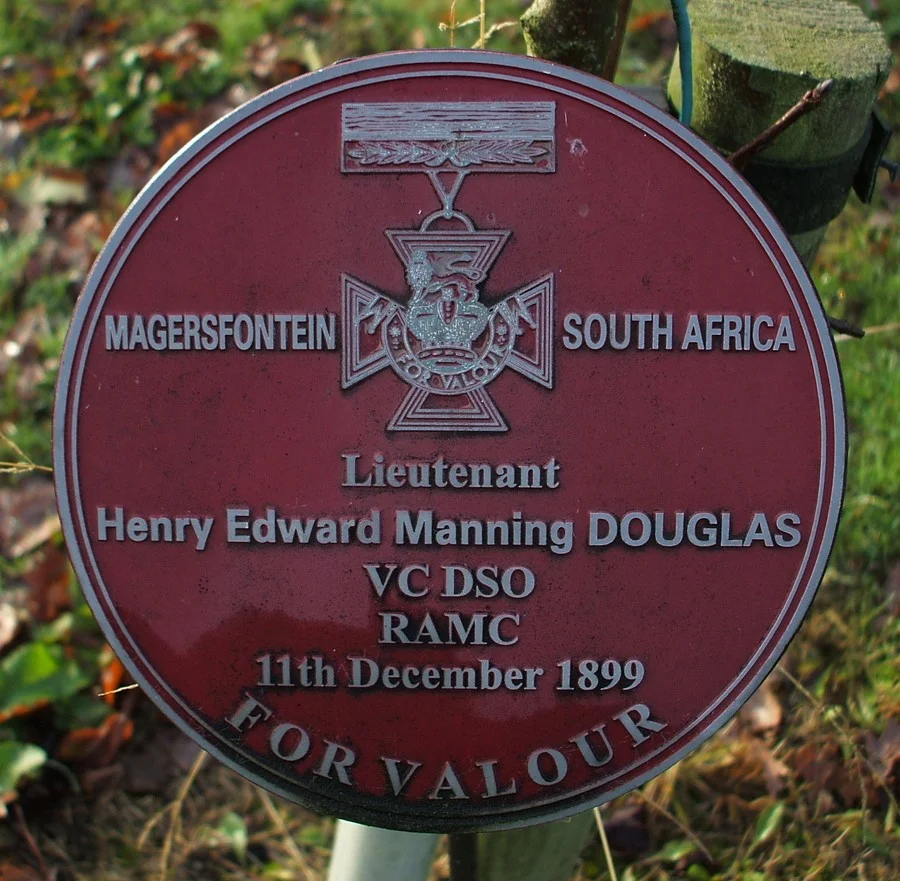 MAGERSFONTEIN SOUTH AFRICA
FOR VALOUR
Lieutenant
Henry Edward Manning DOUGLAS
VC DSO
RAMC
11th December 1899
FOR VALOUR